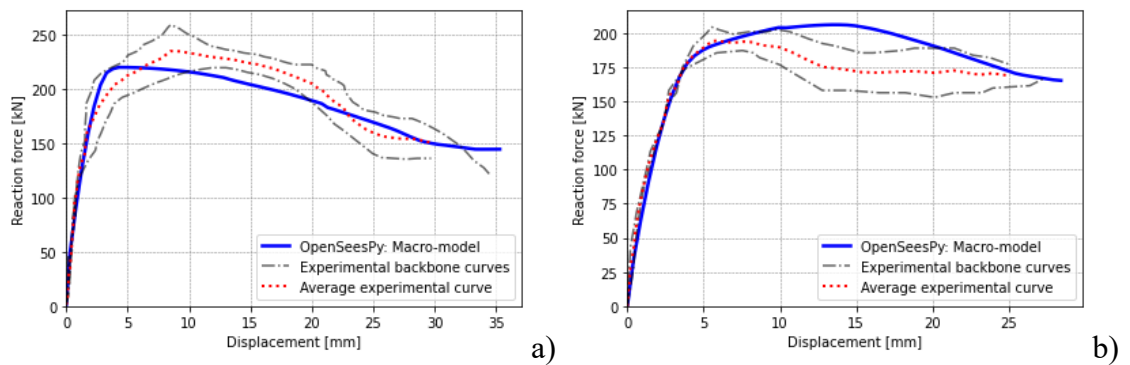 Reaction force [kN]
250
200
150
100
50
0
0 5 10 15 20 25 30 35
Displacement [mm]
OpenSeesPy: Macro-model
Experimental backbone curves
Average experimental curve
a)
Reaction force [kN]
200
175
150
125
100
75
50
25
0
0 5 10 15 20 25
Displacement [mm]
OpenSeesPy: Macro-model
Experimental backbone curves
Average experimental curve
b)